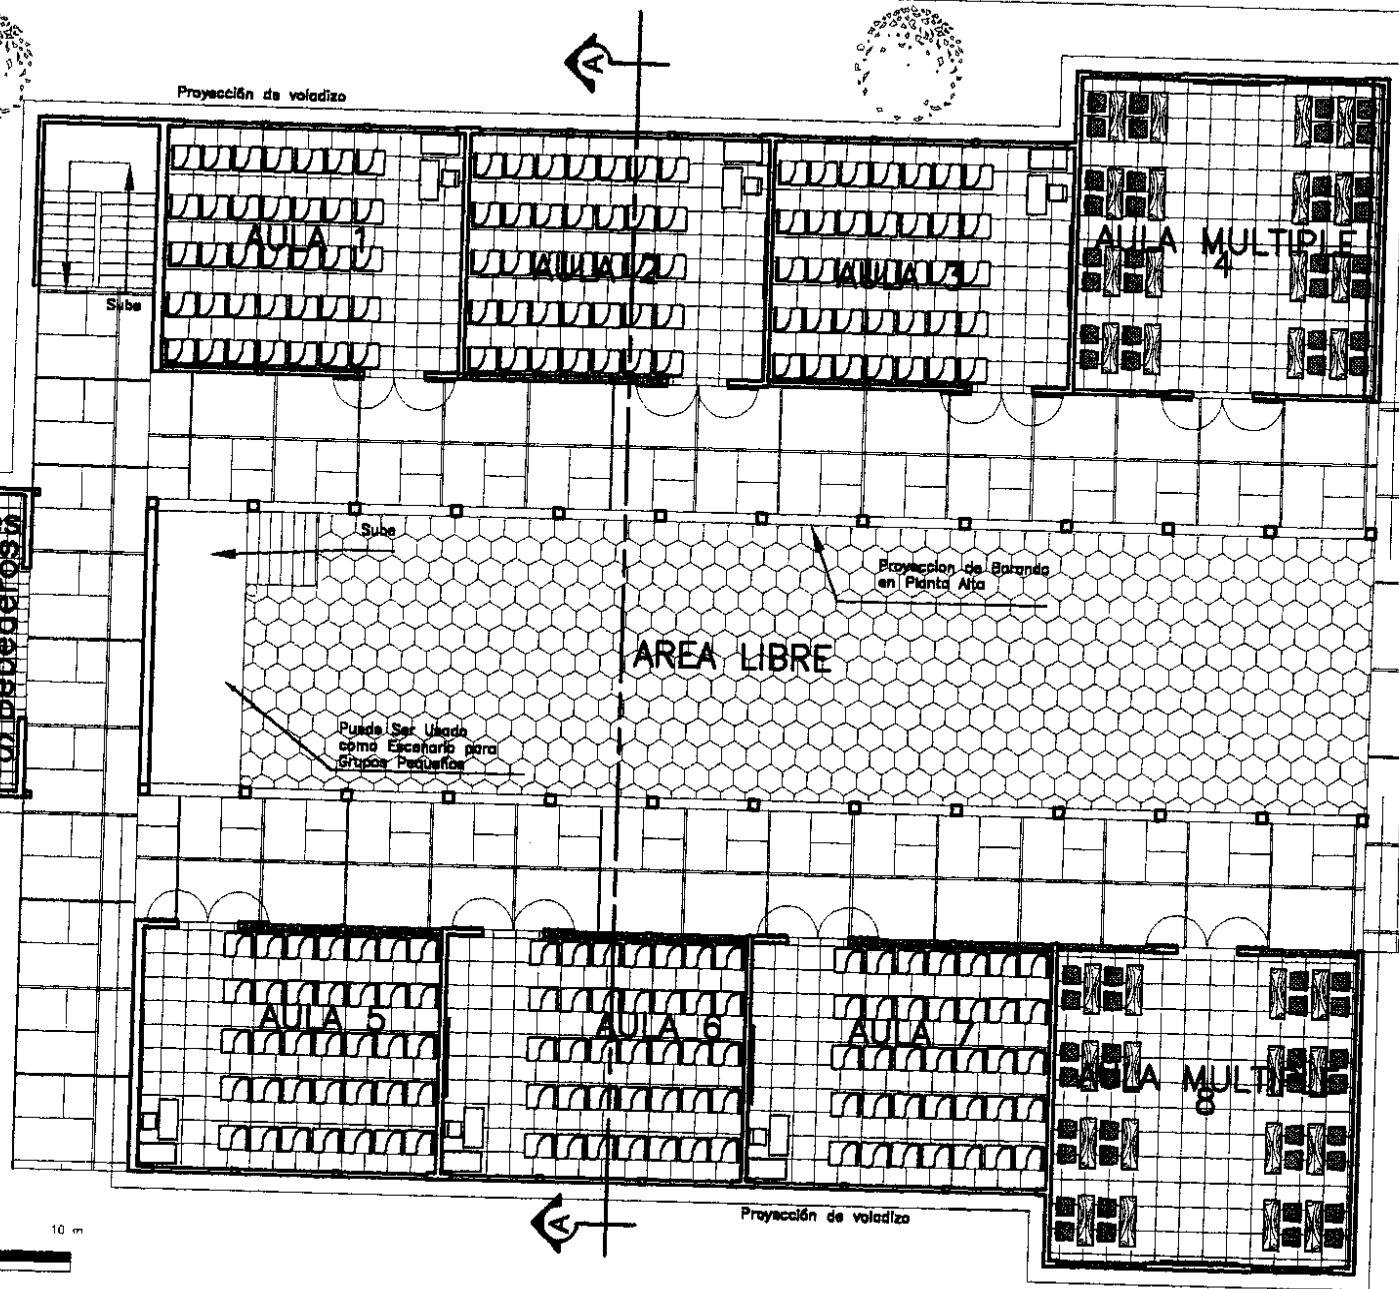 A
Proyección de voladizo
AULA 1
AULA 2
AULA 3
AULA MULTIPLE
4
Sube
Sube
Proyeccion de Baranda
en Planta Alta
AREA LIBRE
Puede Ser Usado
como Escenario para
Grupos Pequeños
bebederos
AULA 5
AULA 6
AULA 7
AULA MULTIPLE
8
A
Proyección de voladizo
10 m